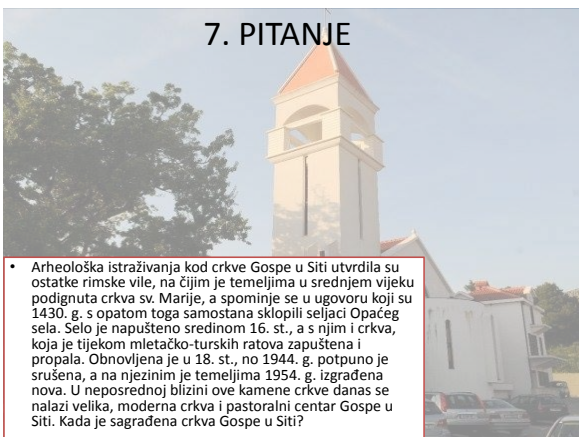 7. PITANJE
• Arheološka istraživanja kod crkve Gospe u Siti utvrdila su
ostatke rimske vile, na čijim je temeljima u srednjem vijeku
podignuta crkva sv. Marije, a spominje se u ugovoru koji su
1430. g. s opatom toga samostana sklopili seljaci Opaćeg
sela. Selo je napušteno sredinom 16. st., a s njim i crkva,
koja je tijekom mletačko-turskih ratova zapuštena i
propala. Obnovljena je u 18. st., no 1944. g. potpuno je
srušena, a na njezinim je temeljima 1954. g. izgrađena
nova. U neposrednoj blizini ove kamene crkve danas se
nalazi velika, moderna crkva i pastoralni centar Gospe u
Siti. Kada je sagrađena crkva Gospe u Siti?